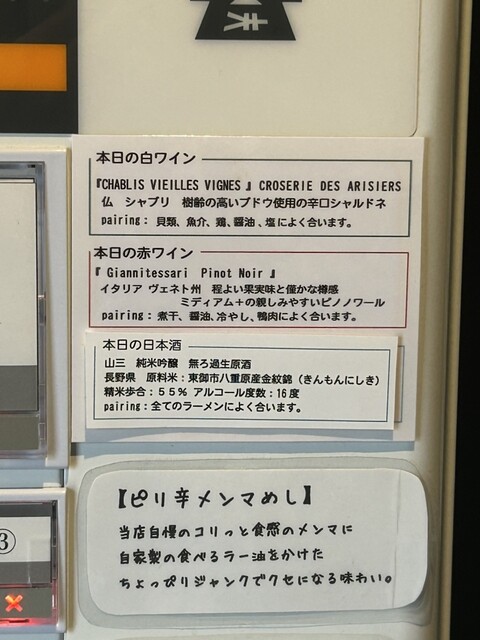 本日の白ワイン
『CHABLIS VIEILLES VIGNES 』 CROSERIE DES ARISIERS
仏 シャブリ 樹齢の高いブドウ使用の辛口シャルドネ
pairing: 貝類、魚介、鶏、醤油、塩によく合います。
本日の赤ワイン
『 Giannitessari Pinot Noir 』
イタリア ヴェネト州 程よい果実味と僅かな樽感
ミディアム+の親しみやすいピノノワール
pairing: 煮干、醤油、冷やし、鴨肉によく合います。
本日の日本酒
山三 純米吟醸 無ろ過生原酒
長野県 原料米:東御市八重原産金紋錦(きんもんにしき)
精米歩合:55% アルコール度数:16度
pairing:全てのラーメンによく合います。
【ピリ辛メンマめし】
当店自慢のコリっと食感のメンマに
自家製の食べるラー油をかけた
ちょっぴりジャンクでクセになる味わい。